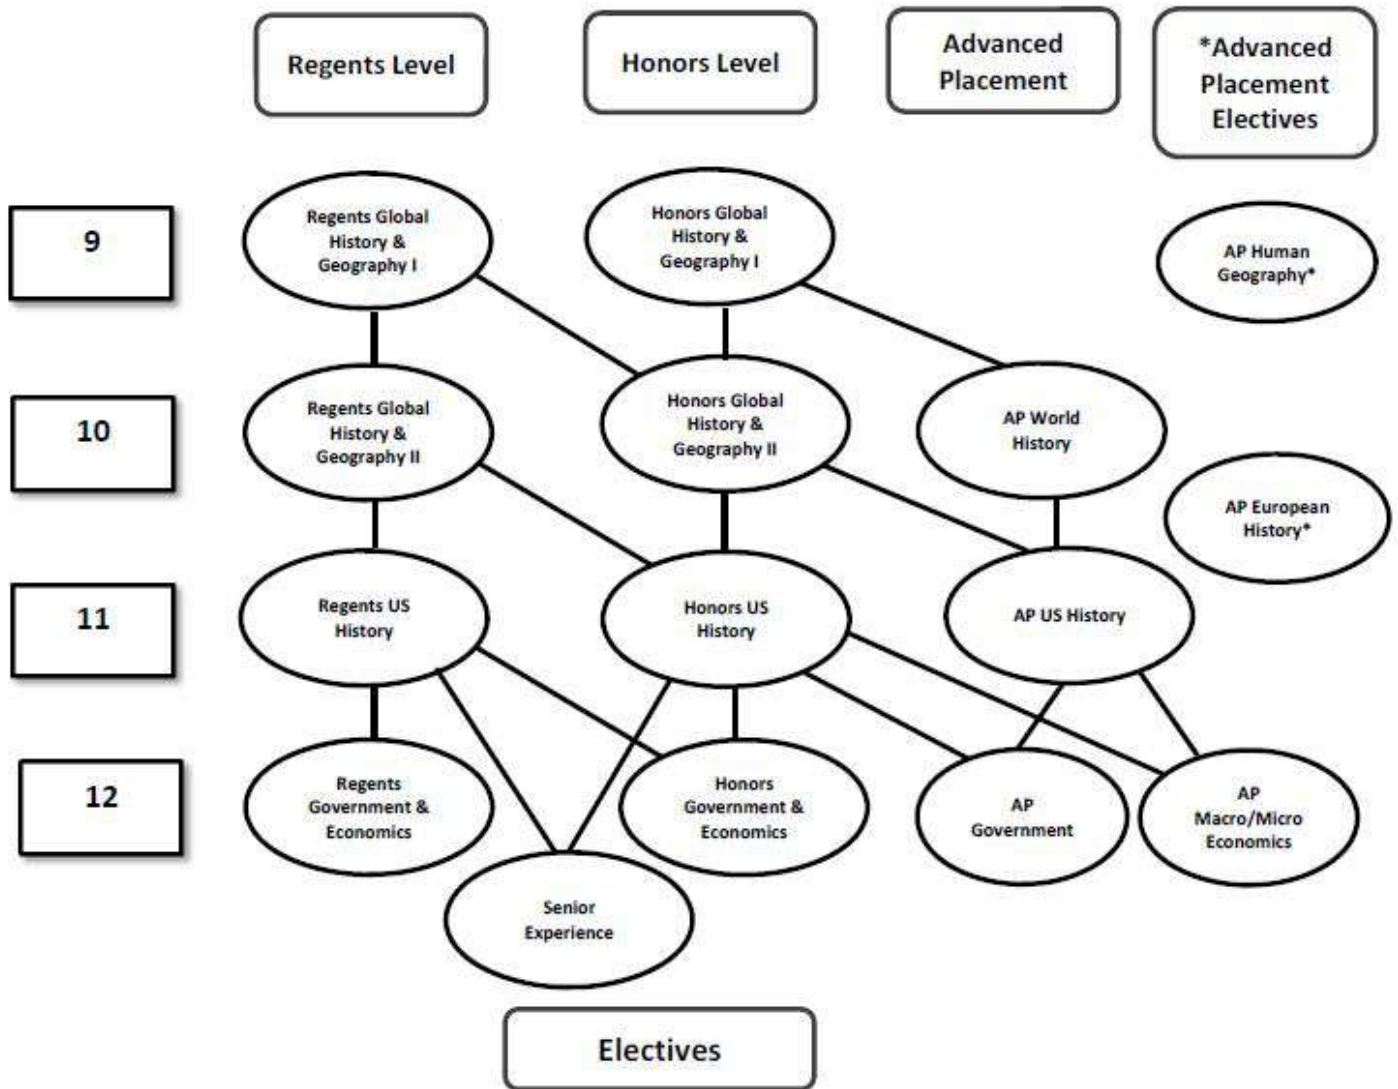 Regents Level
Honors Level
Advanced
Placement
*Advanced
Placement
Electives
9
Regents Global
History &
Geography I
Honors Global
History &
Geography I
AP Human
Geography*
10
Regents Global
History &
Geography II
Honors Global
History &
Geography II
AP World
History
AP European
History*
11
Regents US
History
Honors US
History
AP US History
12
Regents
Government &
Economics
Honors
Government &
Economics
AP
Government
AP
Macro/Micro
Economics
Senior
Experience
Electives